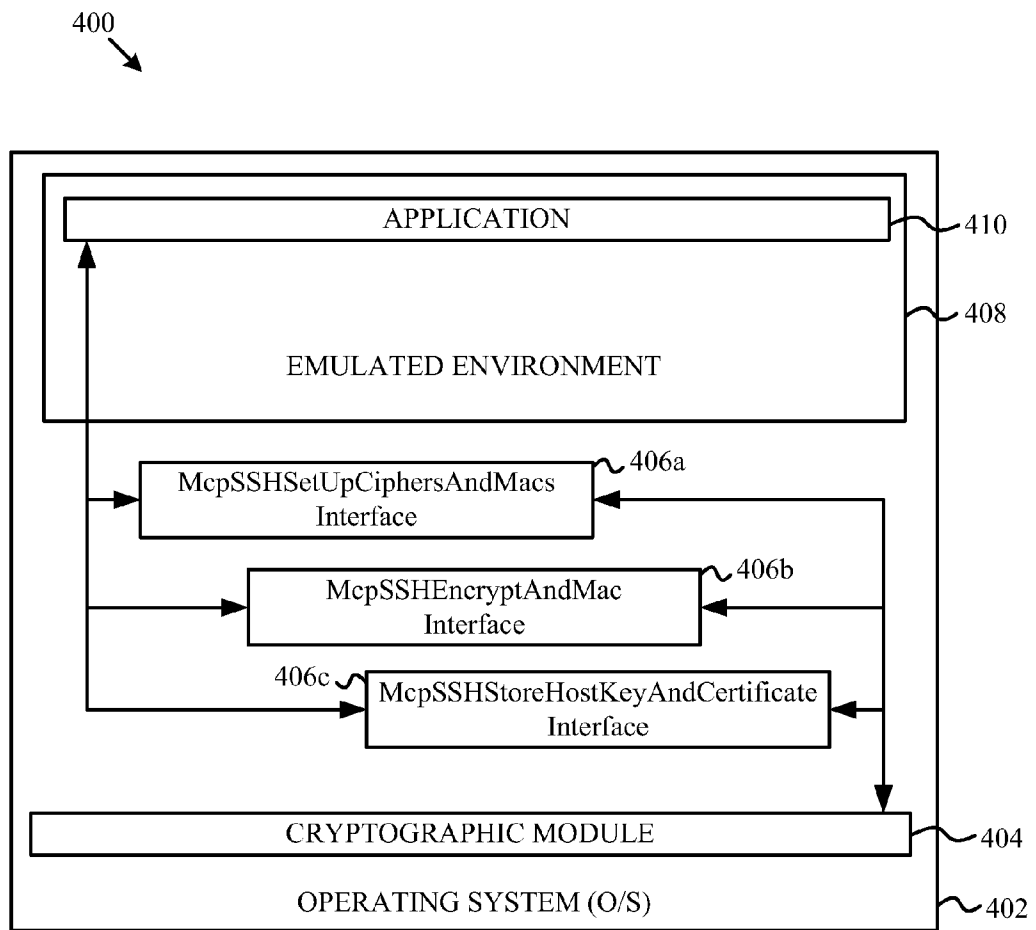 400
APPLICATION
410
408
EMULATED ENVIRONMENT
406a
McpSSHSetUpCiphersAndMacs
Interface
406b
McpSSHEncryptAndMac
Interface
406c
McpSSHStoreHostKeyAndCertificate
Interface
CRYPTOGRAPHIC MODULE
404
OPERATING SYSTEM (O/S)
402